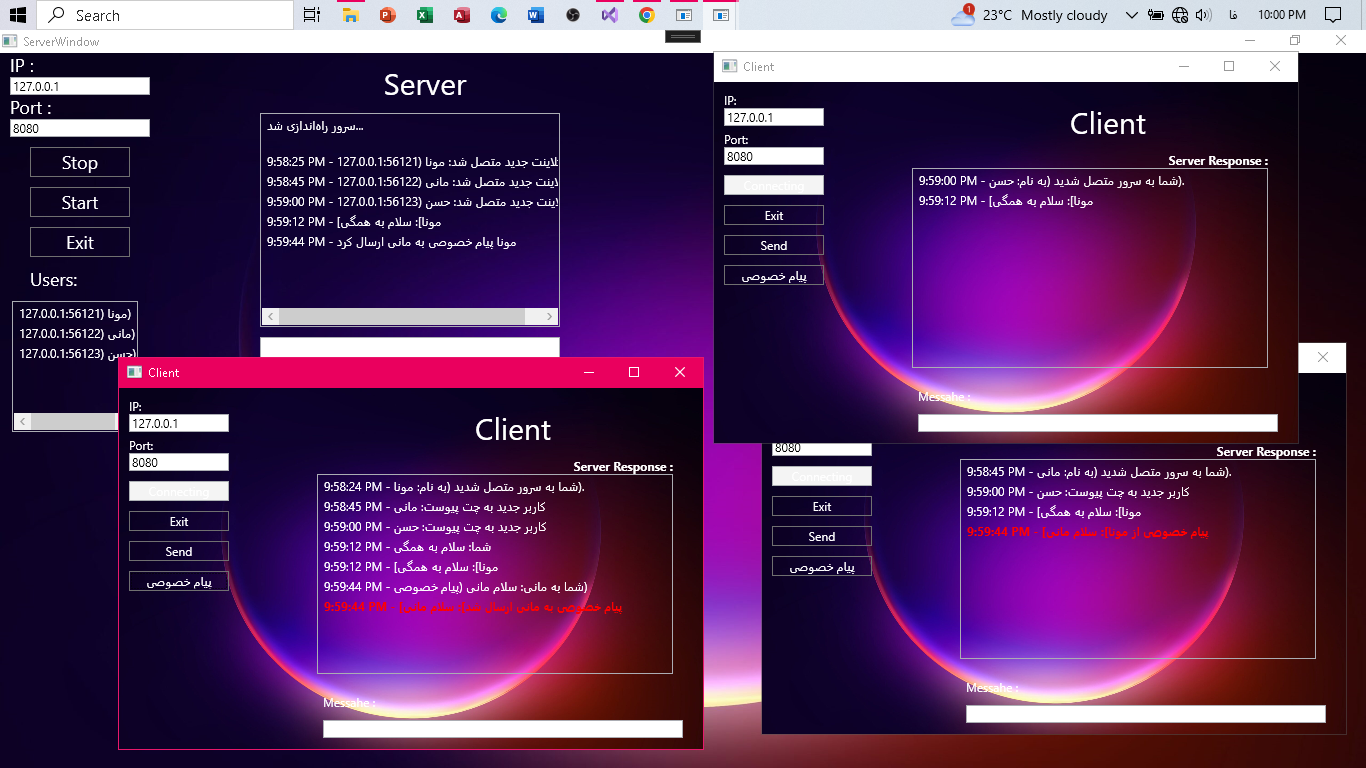 Search
1
23°C Mostly cloudy
فا
10:00 PM
ServerWindow
IP :
127.0.0.1
Port :
8080
Stop
Start
Exit
Users:
127.0.0.1:56121) مونا)
127.0.0.1:56122) مانی)
127.0.0.1:56123) حسن)
Server
سرور راه‌اندازی شد...
9:58:25 PM - 127.0.0.1:56121) لاینت جدید متصل شد: مونا
9:58:45 PM - 127.0.0.1:56122) لاینت جدید متصل شد: مانی
9:59:00 PM - 127.0.0.1:56123) لاینت جدید متصل شد: حسن
9:59:12 PM - [مونا]: سلام به همگی
9:59:44 PM - مونا پیام خصوصی به مانی ارسال کرد
Client
IP:
127.0.0.1
Port:
8080
Connecting
Exit
Send
پیام خصوصی
Client
Server Response :
9:59:00 PM - شما به سرور متصل شدید (به نام: حسن).
9:59:12 PM - [مونا]: سلام به همگی
Messahe :
Client
IP:
127.0.0.1
Port:
8080
Connecting
Exit
Send
پیام خصوصی
Client
Server Response :
9:58:24 PM - شما به سرور متصل شدید (به نام: مونا).
9:58:45 PM - کاربر جدید به چت پیوست: مانی
9:59:00 PM - کاربر جدید به چت پیوست: حسن
9:59:12 PM - شما: سلام به همگی
9:59:12 PM - [مونا]: سلام به همگی
9:59:44 PM - شما به مانی: سلام مانی (پیام خصوصی)
9:59:44 PM - [پیام خصوصی به مانی ارسال شد]: سلام مانی
Messahe :
8080
Connecting
Exit
Send
پیام خصوصی
Server Response :
9:58:45 PM - شما به سرور متصل شدید (به نام: مانی).
9:59:00 PM - کاربر جدید به چت پیوست: حسن
9:59:12 PM - [مونا]: سلام به همگی
9:59:44 PM - [پیام خصوصی از مونا]: سلام مانی
Messahe :